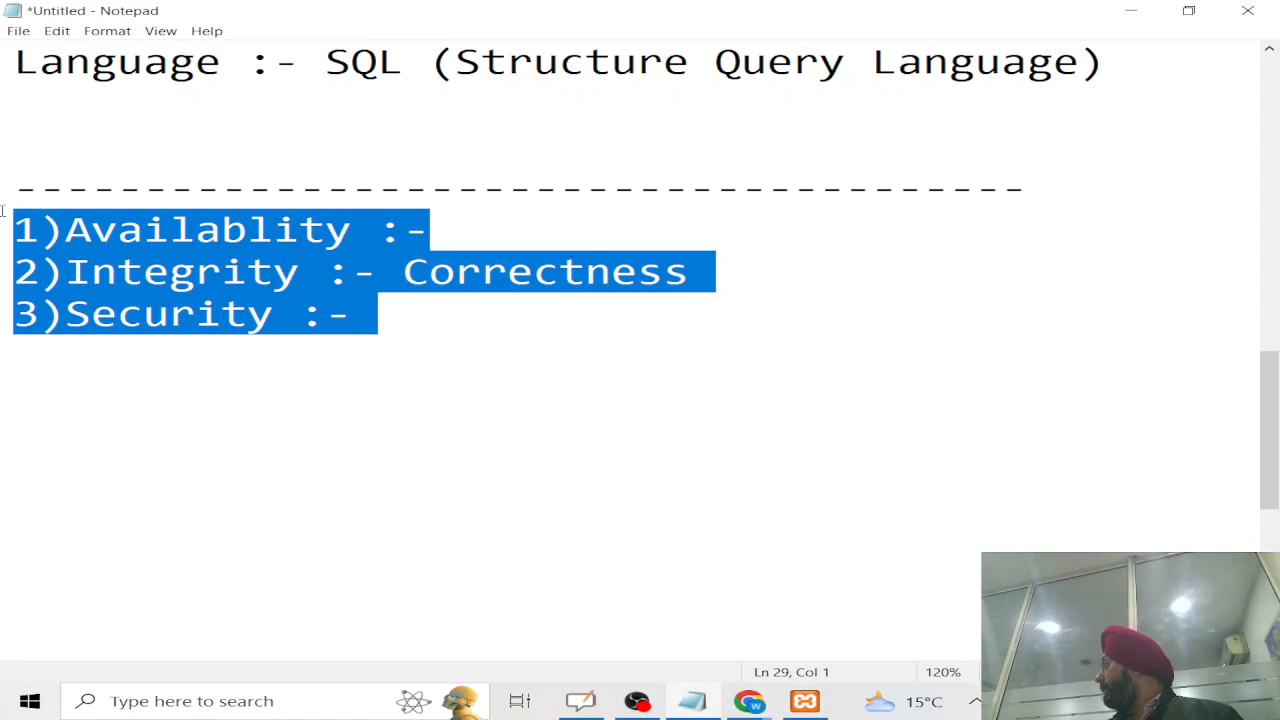 *Untitled - Notepad
File Edit Format View Help
Language :- SQL (Structure Query Language)
---------------------------------------
1)Availablity :-
2)Integrity :- Correctness
3)Security :-
Ln 29, Col 1 120%
Type here to search 15°C